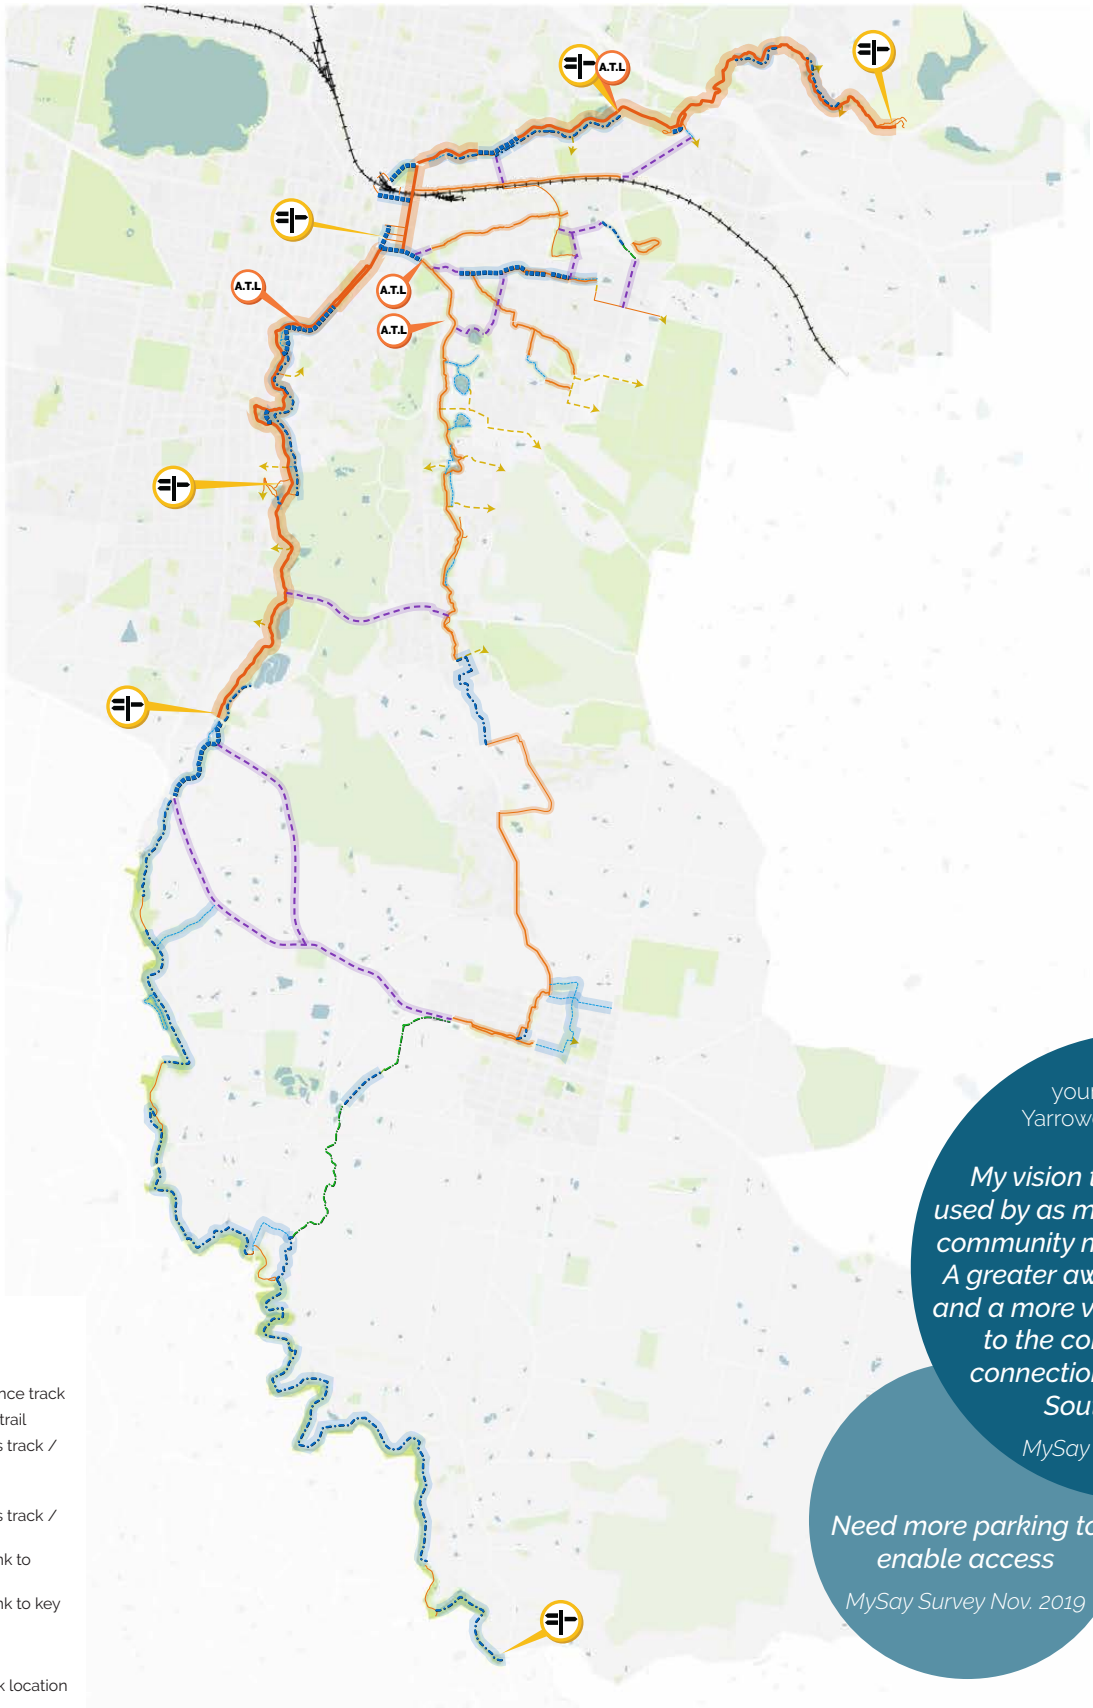 A.T.L
A.T.L
A.T.L
A.T.L
your
Yarrow
My vision t
used by as m
community m
A greater aw
and a more v
to the co
connection
Sou
MySay
Need more parking to
enable access
MySay Survey Nov. 2019
nce track
trail
s track /
s track /
nk to
nk to key
k location